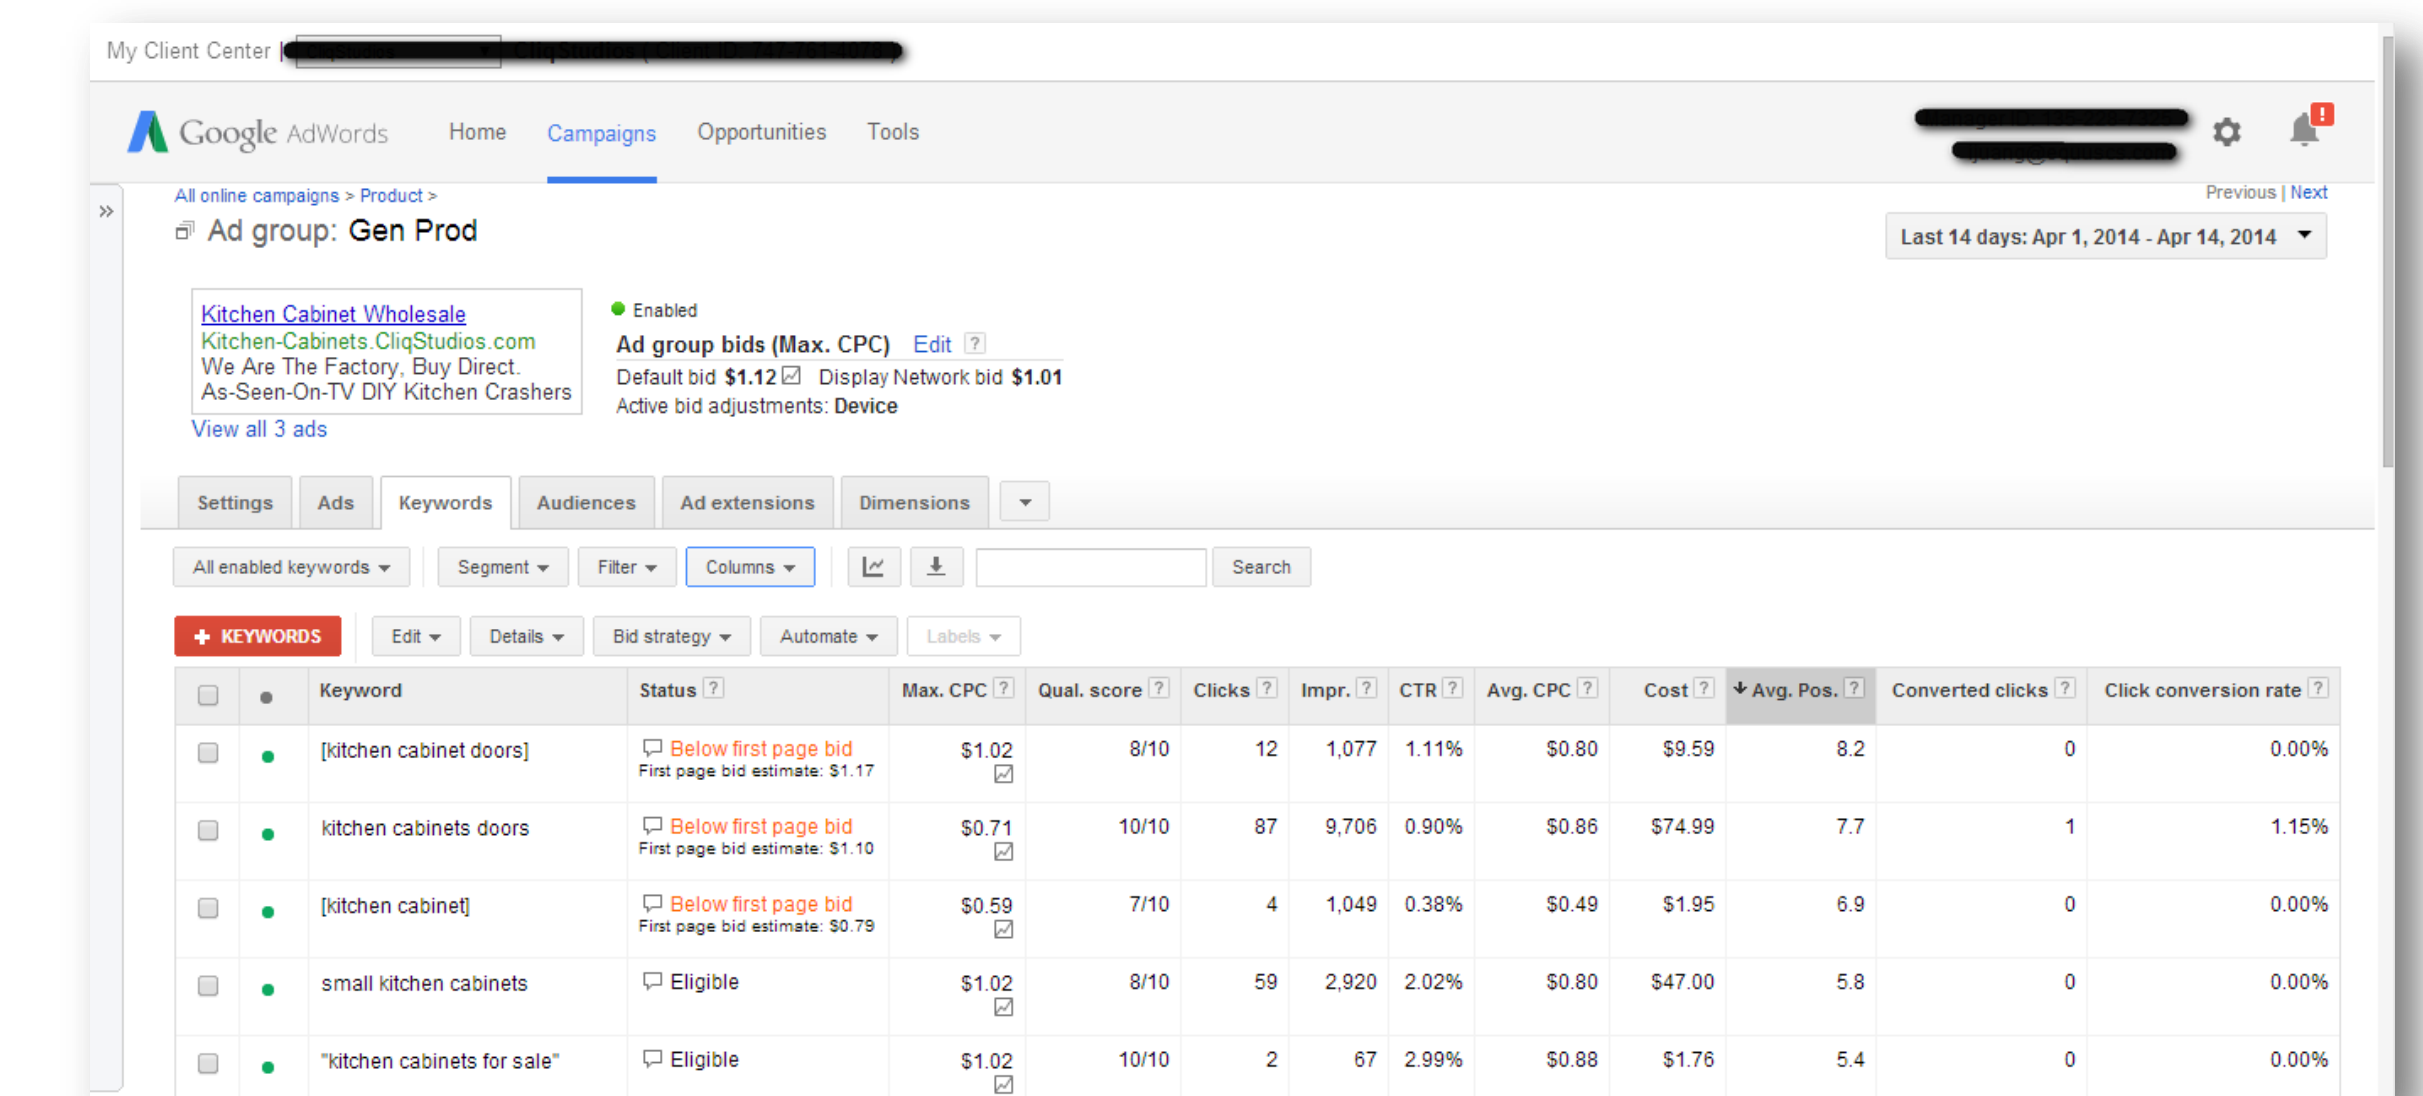 My Client Center |
Google AdWords Home Campaigns Opportunities Tools
All online campaigns > Product >
Previous | Next
Ad group: Gen Prod
Last 14 days: Apr 1, 2014 - Apr 14, 2014
Kitchen Cabinet Wholesale
Kitchen-Cabinets.CliqStudios.com
We Are The Factory, Buy Direct.
As-Seen-On-TV DIY Kitchen Crashers
View all 3 ads
Enabled
Ad group bids (Max. CPC) Edit ?
Default bid $1.12 Display Network bid $1.01
Active bid adjustments: Device
Settings Ads Keywords Audiences Ad extensions Dimensions
All enabled keywords Segment Filter Columns Search
+ KEYWORDS Edit Details Bid strategy Automate Labels
Keyword Status ? Max. CPC ? Qual. score ? Clicks ? Impr. ? CTR ? Avg. CPC ? Cost ? Avg. Pos. ? Converted clicks ? Click conversion rate ?
[kitchen cabinet doors] Below first page bid $1.02 8/10 12 1,077 1.11% $0.80 $9.59 8.2 0 0.00%
First page bid estimate: $1.17
kitchen cabinets doors Below first page bid $0.71 10/10 87 9,706 0.90% $0.86 $74.99 7.7 1 1.15%
First page bid estimate: $1.10
[kitchen cabinet] Below first page bid $0.59 7/10 4 1,049 0.38% $0.49 $1.95 6.9 0 0.00%
First page bid estimate: $0.79
small kitchen cabinets Eligible $1.02 8/10 59 2,920 2.02% $0.80 $47.00 5.8 0 0.00%
"kitchen cabinets for sale" Eligible $1.02 10/10 2 67 2.99% $0.88 $1.76 5.4 0 0.00%